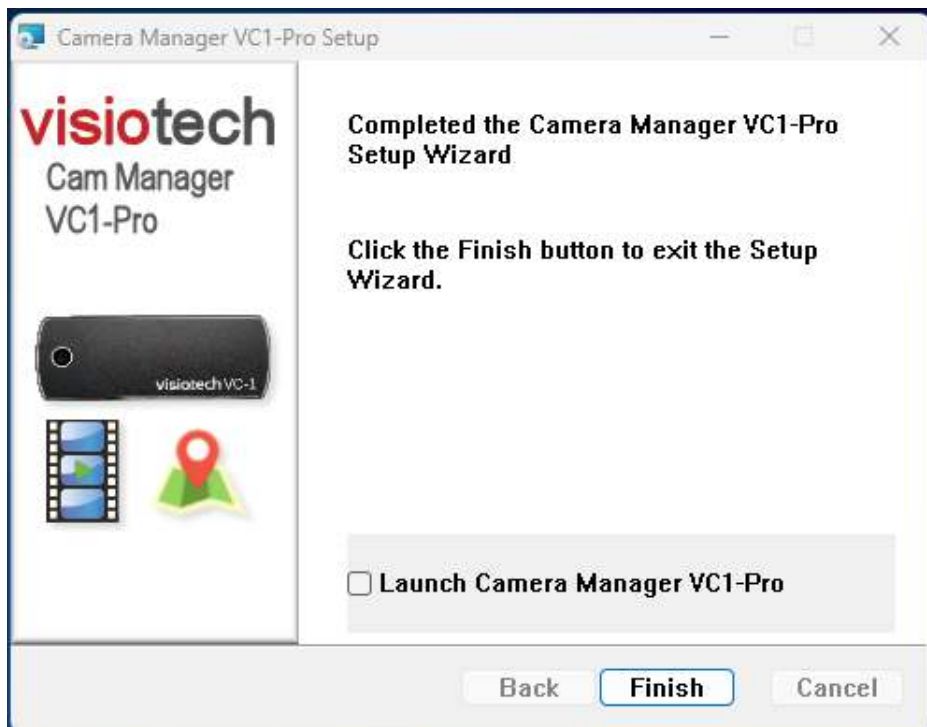 Camera Manager VC1-Pro Setup
visiotech
Cam Manager
VC1-Pro
visiotech VC-1
Completed the Camera Manager VC1-Pro
Setup Wizard
Click the Finish button to exit the Setup
Wizard.
Launch Camera Manager VC1-Pro
Back
Finish
Cancel